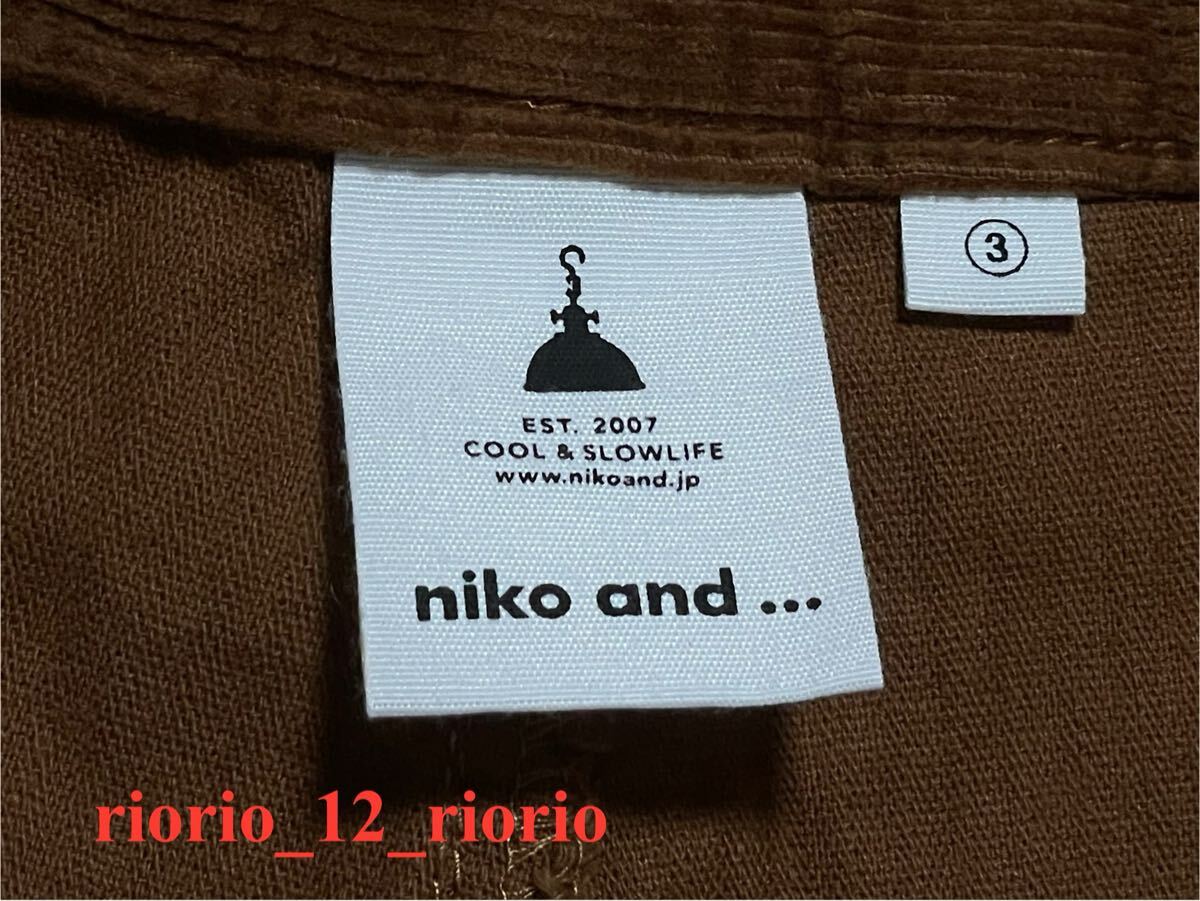 ③
EST. 2007
COOL & SLOWLIFE
www.nikoand.jp
niko and ...
riorio_12_riorio